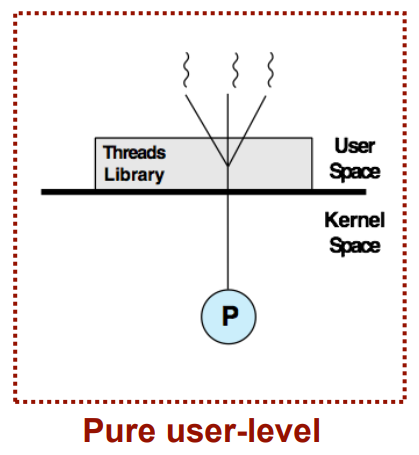 Threads
Library
User
Space
Kernel
Space
P
Pure user-level